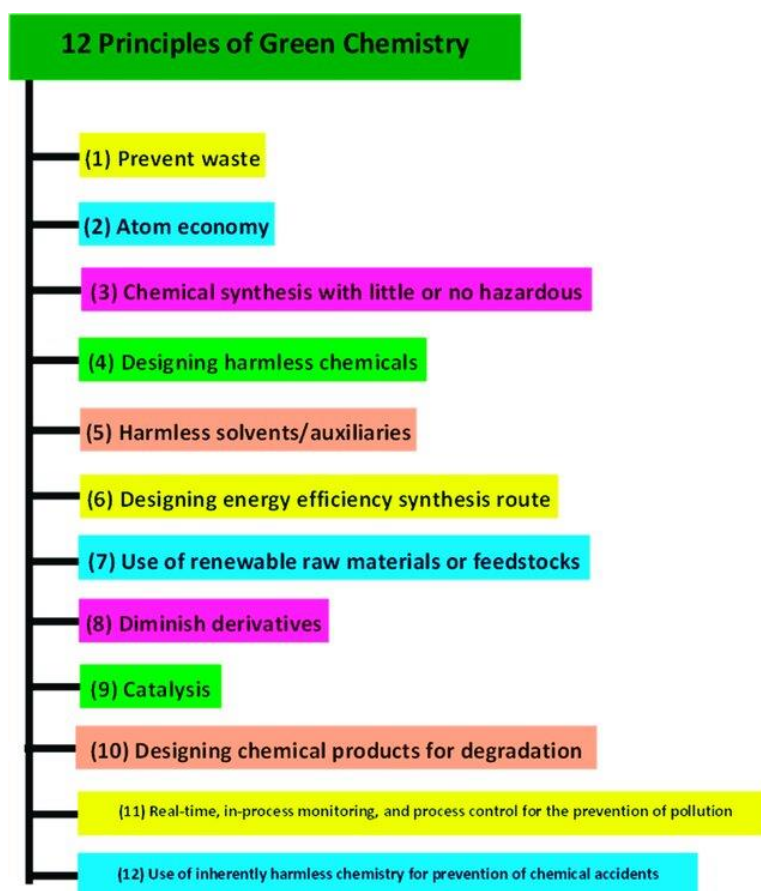 12 Principles of Green Chemistry
(1) Prevent waste
(2) Atom economy
(3) Chemical synthesis with little or no hazardous
(4) Designing harmless chemicals
(5) Harmless solvents/auxiliaries
(6) Designing energy efficiency synthesis route
(7) Use of renewable raw materials or feedstocks
(8) Diminish derivatives
(9) Catalysis
(10) Designing chemical products for degradation
(11) Real-time, in-process monitoring, and process control for the prevention of pollution
(12) Use of inherently harmless chemistry for prevention of chemical accidents